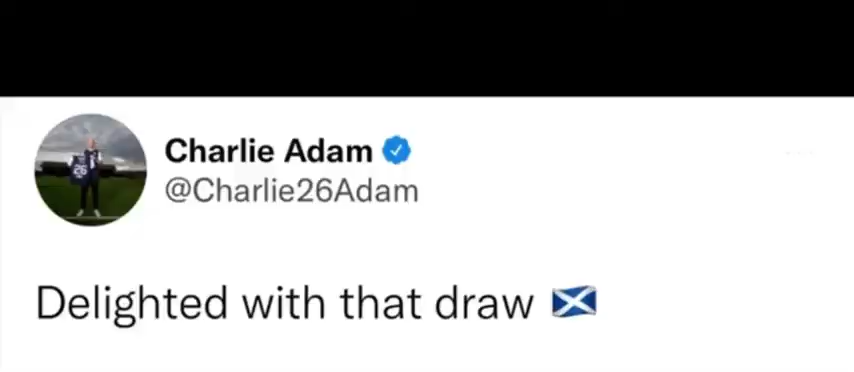 Charlie Adam
@Charlie26Adam
Delighted with that draw 🏴󠁧󠁢󠁳󠁣󠁴󠁿